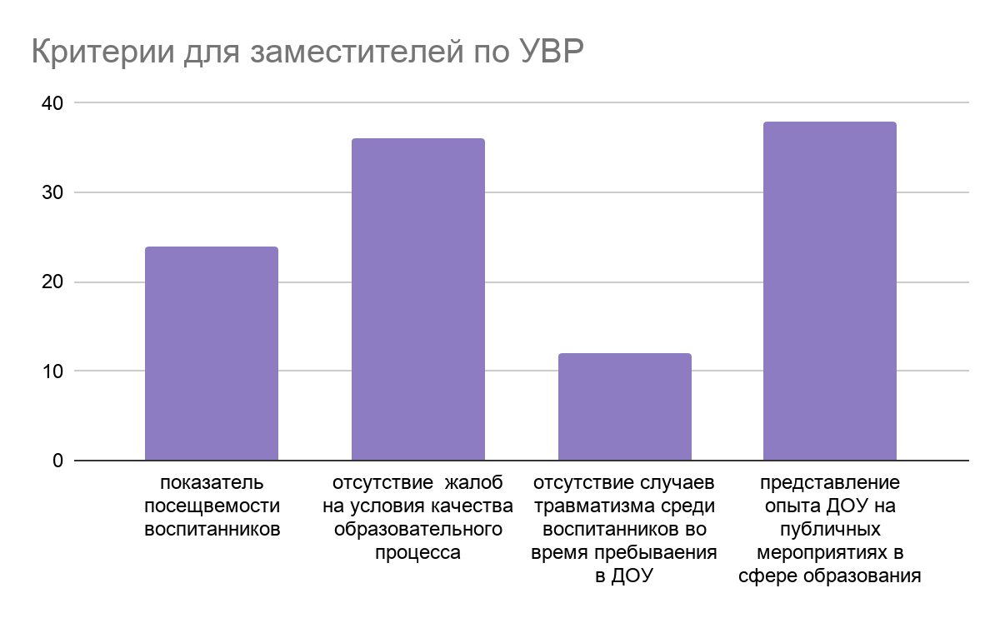 Критерии для заместителей по УВР
40
30
20
10
0
показатель
посещвемости
воспитанников
отсутствие  жалоб
на условия качества
образовательного
процесса
отсутствие случаев
травматизма среди
воспитанников во
время пребываения
в ДОУ
представление
опыта ДОУ на
публичных
мероприятиях в
сфере образования